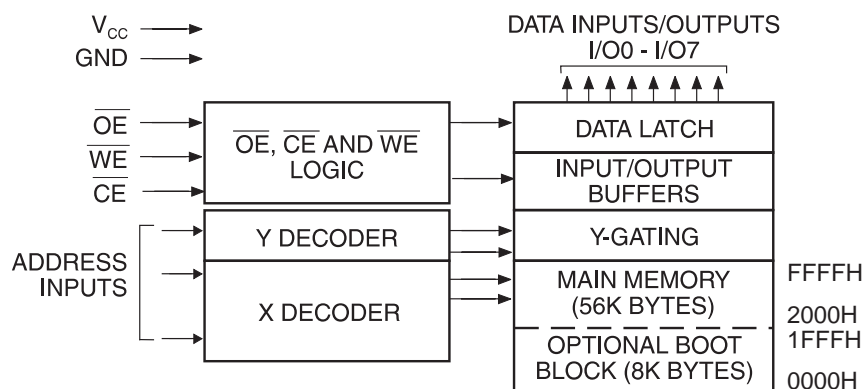 V_CC
GND
OE
WE
CE
ADDRESS
INPUTS
OE, CE AND WE
LOGIC
Y DECODER
X DECODER
DATA INPUTS/OUTPUTS
I/O0 - I/O7
DATA LATCH
INPUT/OUTPUT
BUFFERS
Y-GATING
MAIN MEMORY
(56K BYTES)
OPTIONAL BOOT
BLOCK (8K BYTES)
FFFFH
2000H
1FFFH
0000H